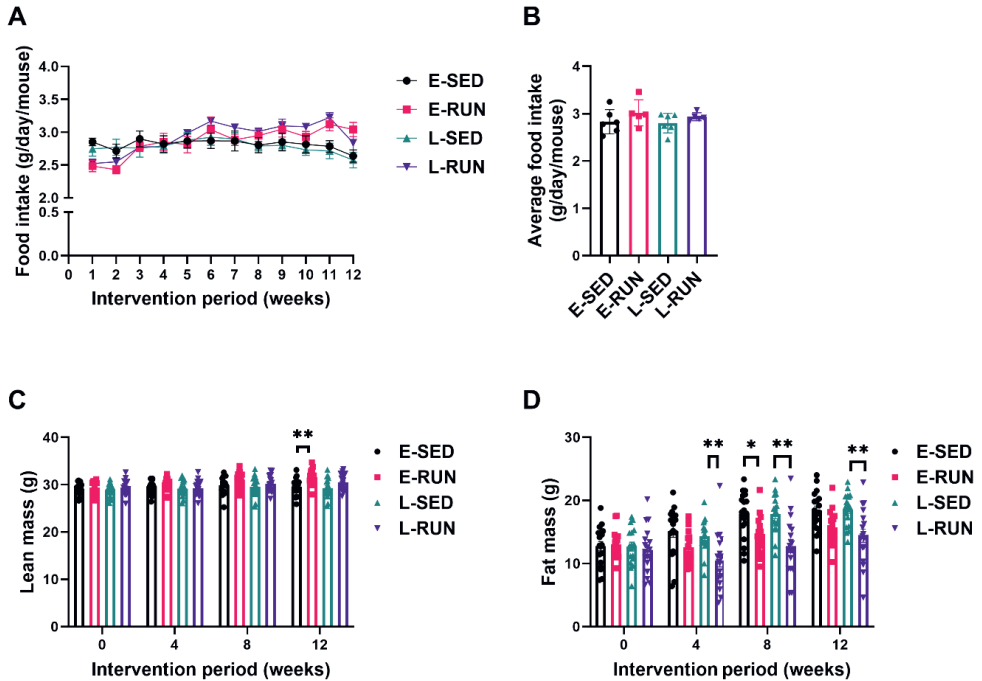 A
Food intake (g/day/mouse)
4.0
3.5
3.0
2.5
2.0
0.5
0.0
0 1 2 3 4 5 6 7 8 9 10 11 12
Intervention period (weeks)
E-SED
E-RUN
L-SED
L-RUN
B
Average food intake
(g/day/mouse)
4
3
2
1
0
E-SED
E-RUN
L-SED
L-RUN
C
Lean mass (g)
40
30
20
10
0
**
0 4 8 12
Intervention period (weeks)
E-SED
E-RUN
L-SED
L-RUN
D
Fat mass (g)
30
20
10
0
** * ** **
0 4 8 12
Intervention period (weeks)
E-SED
E-RUN
L-SED
L-RUN